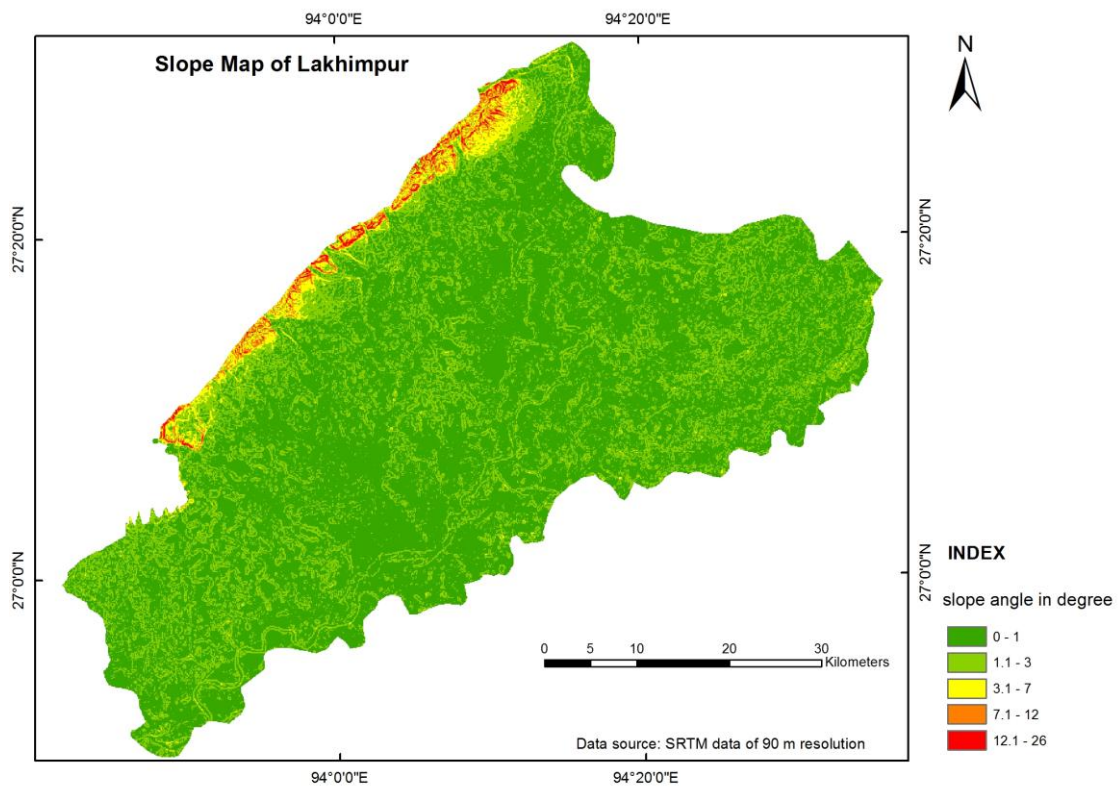 94°0'0"E
94°20'0"E
Slope Map of Lakhimpur
N
27°20'0"N
27°20'0"N
27°0'0"N
27°0'0"N
INDEX
slope angle in degree
0 - 1
1.1 - 3
3.1 - 7
7.1 - 12
12.1 - 26
0 5 10 20 30
Kilometers
Data source: SRTM data of 90 m resolution
94°0'0"E
94°20'0"E